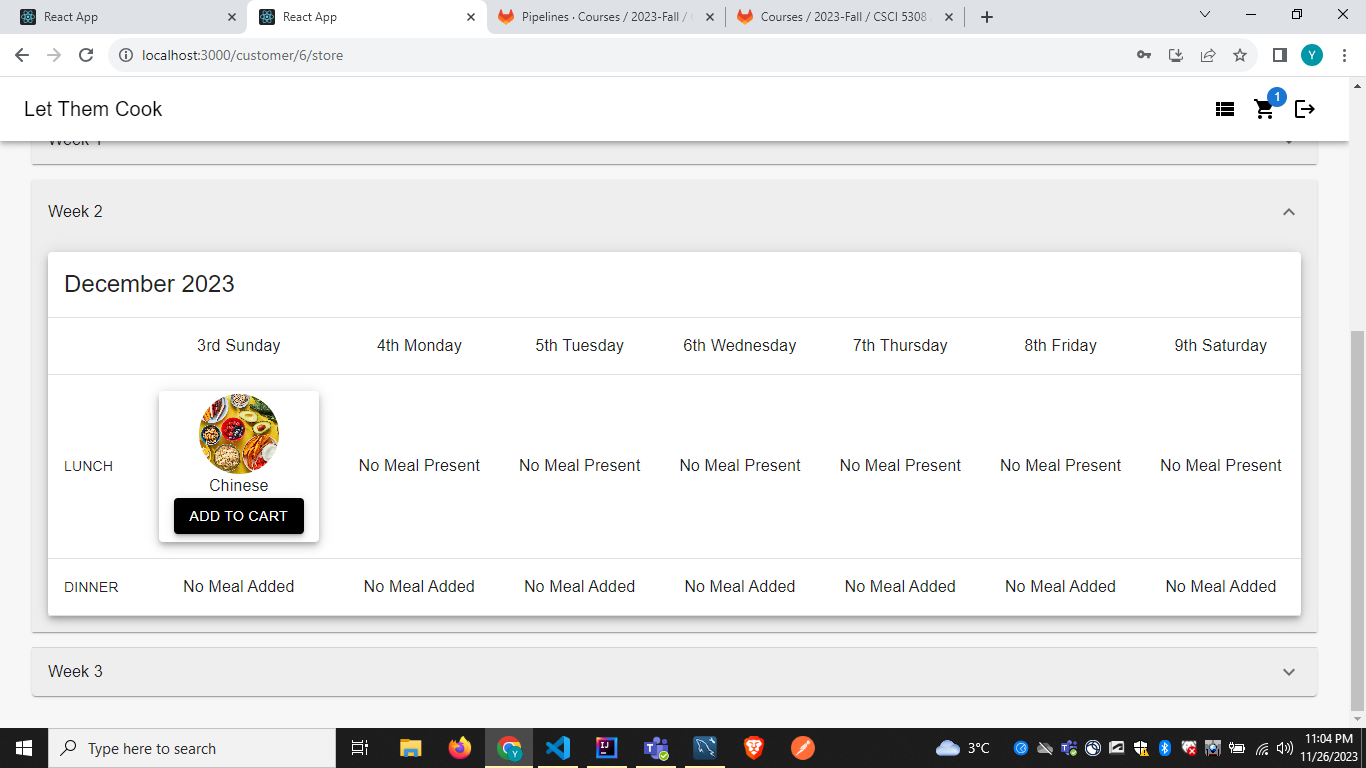 React App
React App
Pipelines · Courses / 2023-Fall /
Courses / 2023-Fall / CSCI 5308
localhost:3000/customer/6/store
Y
Let Them Cook
1
Week 1
Week 2
December 2023
3rd Sunday 4th Monday 5th Tuesday 6th Wednesday 7th Thursday 8th Friday 9th Saturday
LUNCH No Meal Present No Meal Present No Meal Present No Meal Present No Meal Present No Meal Present
Chinese
ADD TO CART
DINNER No Meal Added No Meal Added No Meal Added No Meal Added No Meal Added No Meal Added No Meal Added
Week 3
Type here to search
3°C
11:04 PM
11/26/2023